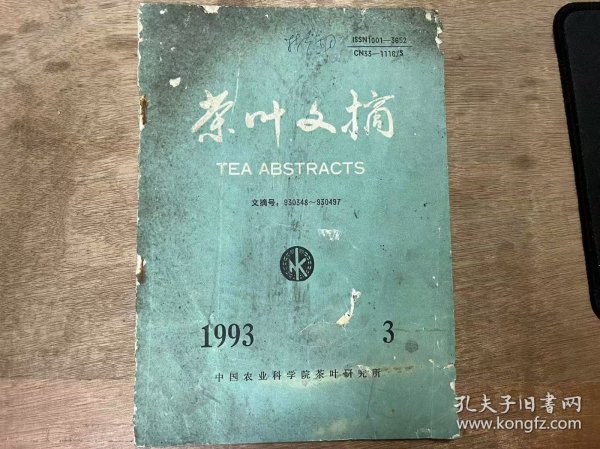 ISSN1001—3652
CN33—1116/S
茶叶文摘
TEA ABSTRACTS
文摘号：930348～930497
1993 3
中国农业科学院茶叶研究所
孔夫子旧书网
www.kongfz.com